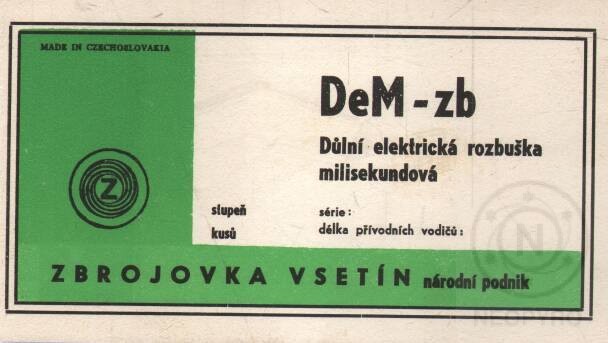 MADE IN CZECHOSLOVAKIA
DeM-zb
Důlní elektrická rozbuška
milisekundová
Z
stupeň
série:
kusů
délka přívodních vodičů:
ZBROJOVKA VSETÍN národní podnik
N
NEOPYRO